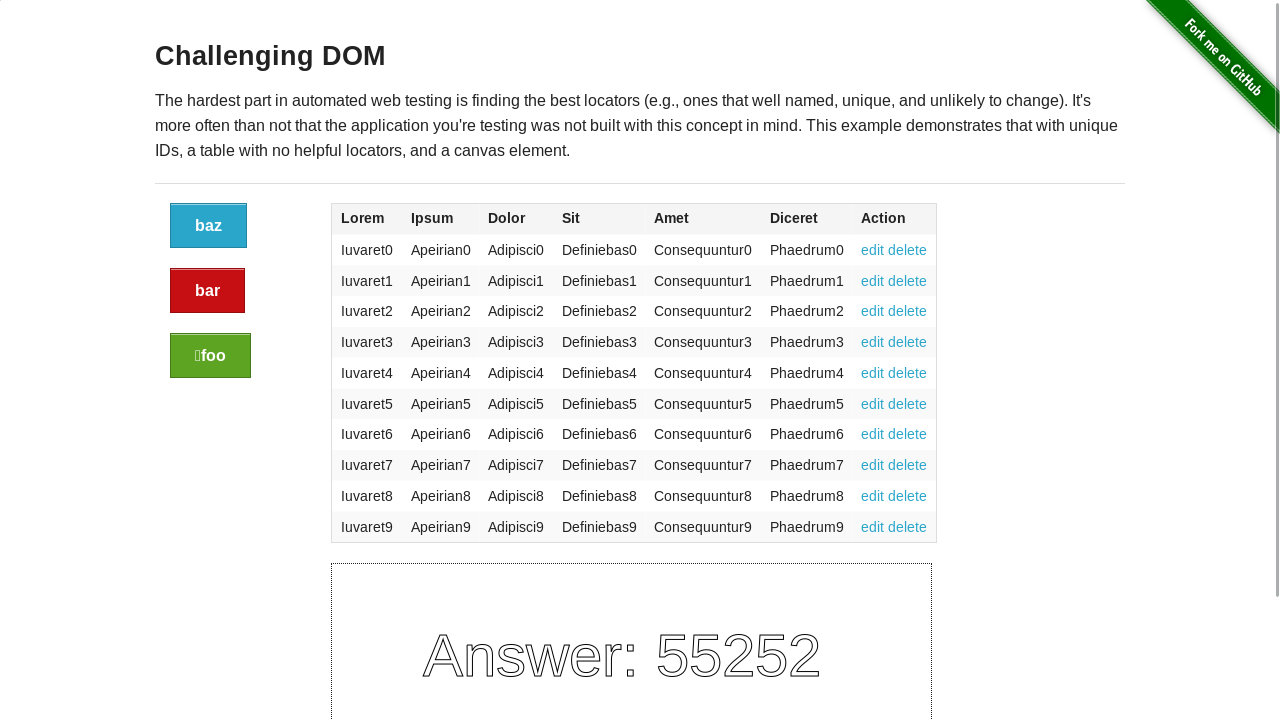 Fork me on GitHub
Challenging DOM
The hardest part in automated web testing is finding the best locators (e.g., ones that well named, unique, and unlikely to change). It's
more often than not that the application you're testing was not built with this concept in mind. This example demonstrates that with unique
IDs, a table with no helpful locators, and a canvas element.
baz
bar
foo
Lorem Ipsum Dolor Sit Amet Diceret Action
Iuvaret0 Apeirian0 Adipisci0 Definiebas0 Consequuntur0 Phaedrum0 edit delete
Iuvaret1 Apeirian1 Adipisci1 Definiebas1 Consequuntur1 Phaedrum1 edit delete
Iuvaret2 Apeirian2 Adipisci2 Definiebas2 Consequuntur2 Phaedrum2 edit delete
Iuvaret3 Apeirian3 Adipisci3 Definiebas3 Consequuntur3 Phaedrum3 edit delete
Iuvaret4 Apeirian4 Adipisci4 Definiebas4 Consequuntur4 Phaedrum4 edit delete
Iuvaret5 Apeirian5 Adipisci5 Definiebas5 Consequuntur5 Phaedrum5 edit delete
Iuvaret6 Apeirian6 Adipisci6 Definiebas6 Consequuntur6 Phaedrum6 edit delete
Iuvaret7 Apeirian7 Adipisci7 Definiebas7 Consequuntur7 Phaedrum7 edit delete
Iuvaret8 Apeirian8 Adipisci8 Definiebas8 Consequuntur8 Phaedrum8 edit delete
Iuvaret9 Apeirian9 Adipisci9 Definiebas9 Consequuntur9 Phaedrum9 edit delete
Answer: 55252